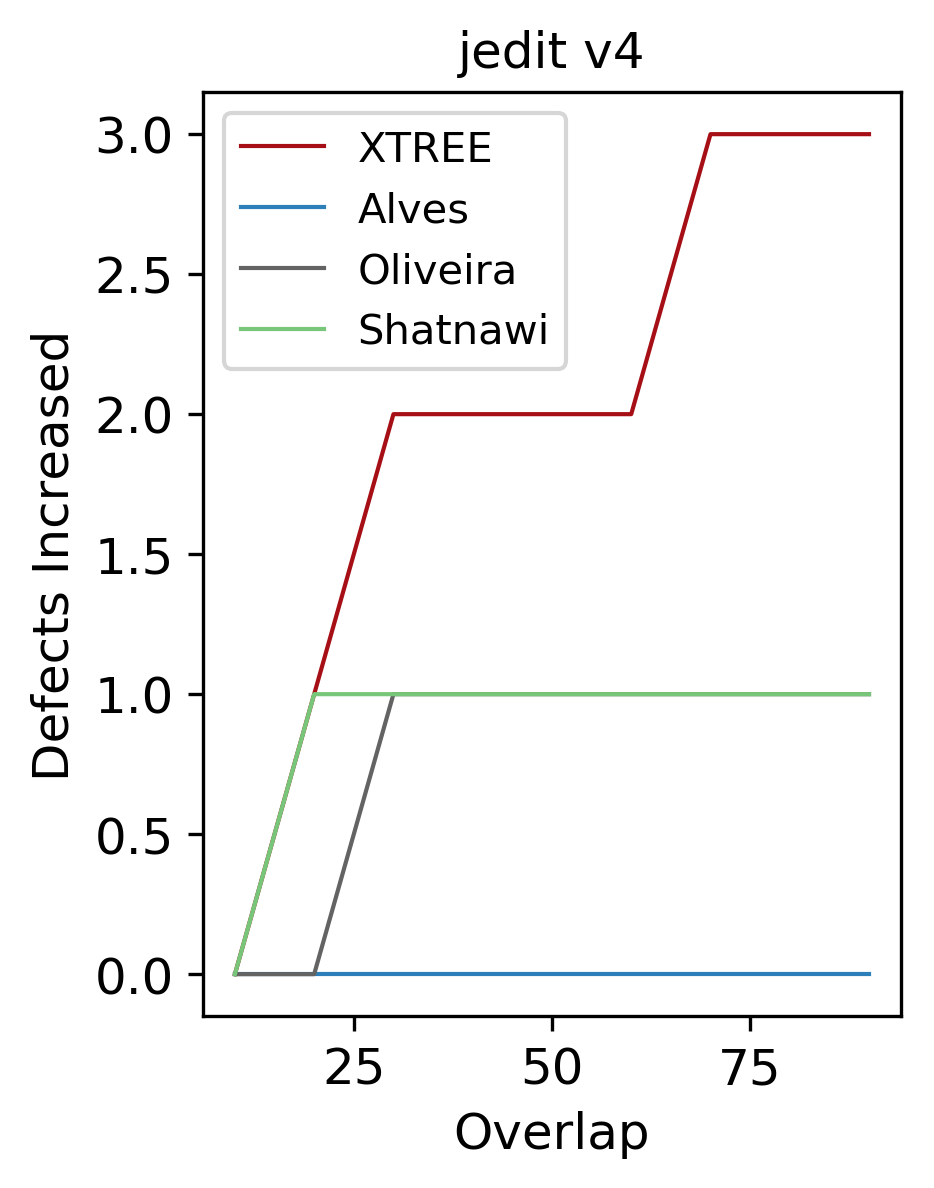 jedit v4
XTREE
Alves
Oliveira
Shatnawi
Defects Increased
3.0
2.5
2.0
1.5
1.0
0.5
0.0
25 50 75
Overlap